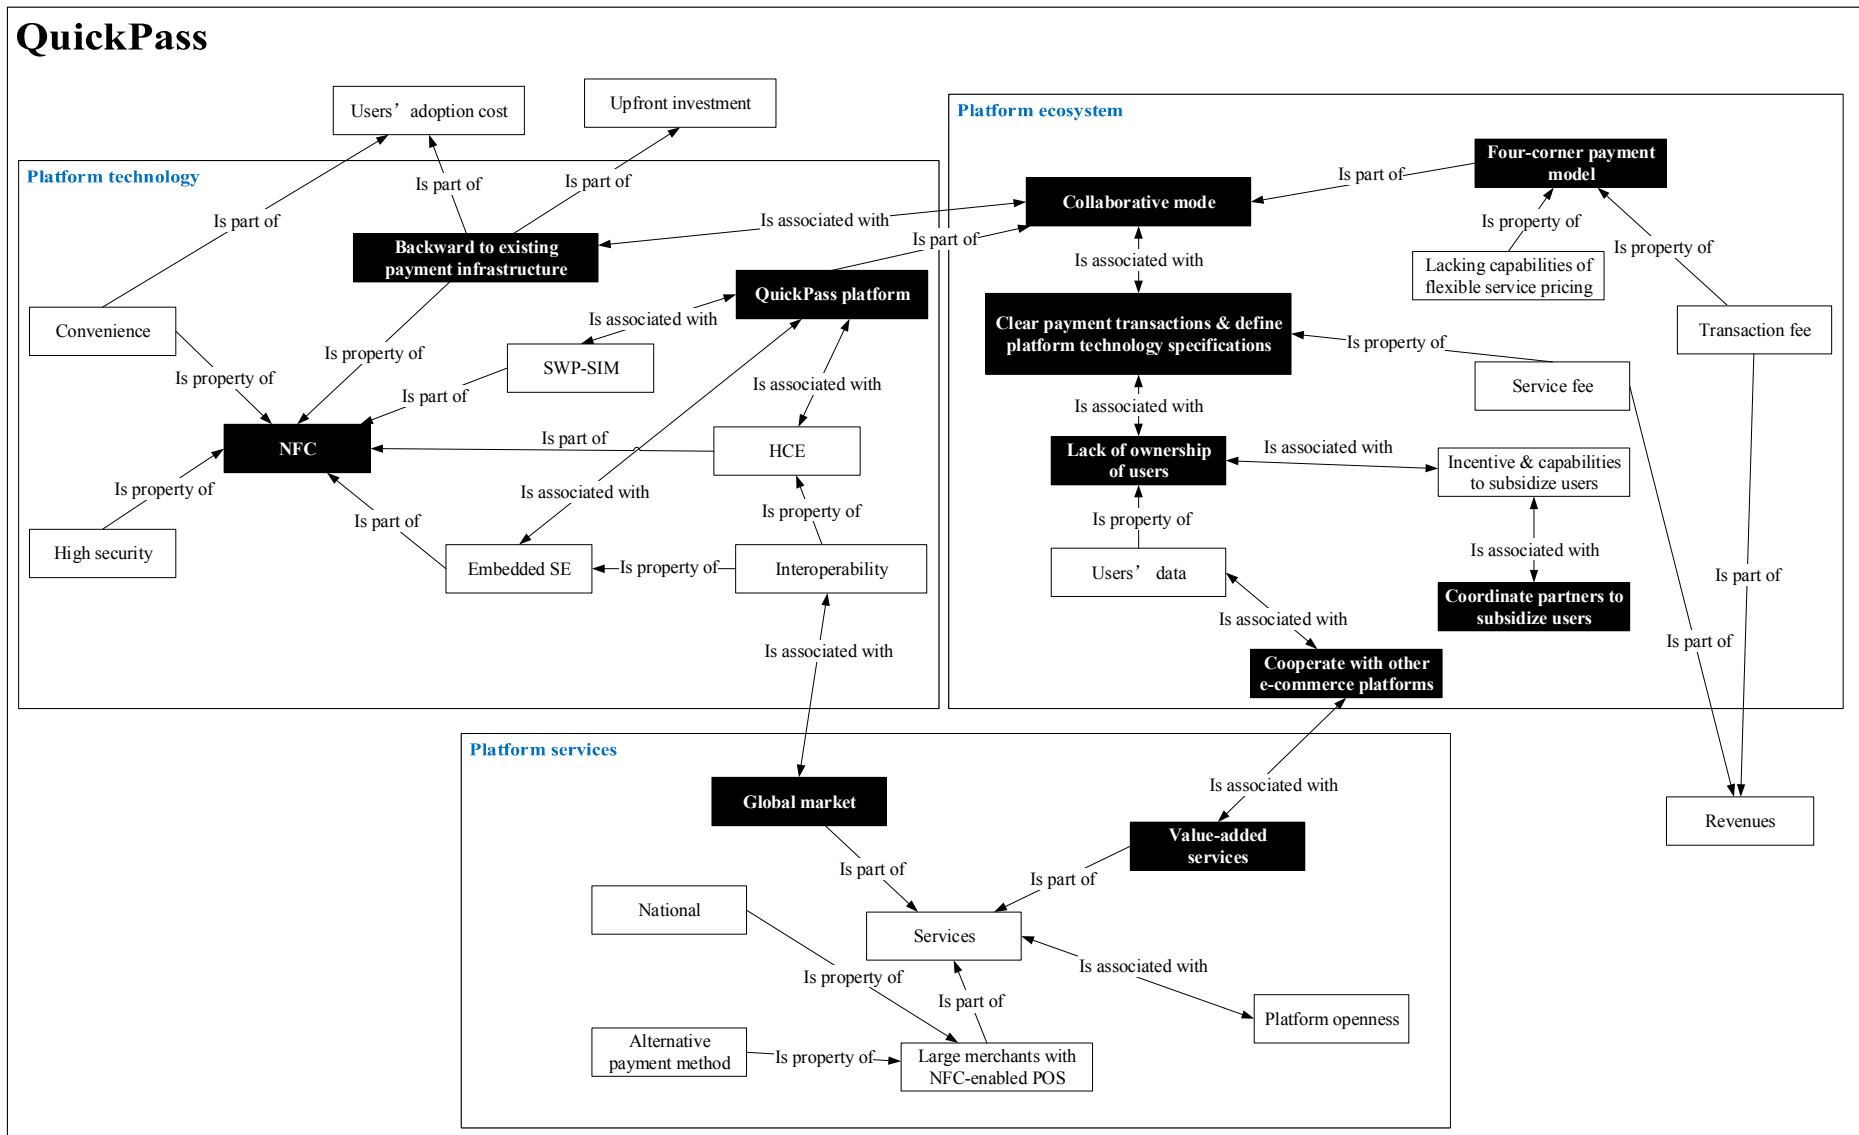 QuickPass
Users’ adoption cost
Upfront investment
Platform ecosystem
Platform technology
Four-corner payment
model
Is part of
Is part of
Is part of
Is part of
Collaborative mode
Is associated with
Is property of
Is part of
Is property of
Backward to existing
payment infrastructure
Is associated with
Lacking capabilities of
flexible service pricing
QuickPass platform
Convenience
Is associated with
Clear payment transactions & define
platform technology specifications
Transaction fee
Is property of
Is property of
SWP-SIM
Is property of
Is part of
Is associated with
Service fee
Is associated with
NFC
Is part of
HCE
Lack of ownership
of users
Is associated with
Incentive & capabilities
to subsidize users
Is property of
Is associated with
Is part of
Is property of
Is property of
High security
Embedded SE
Is property of
Interoperability
Users’ data
Is associated with
Is part of
Coordinate partners to
subsidize users
Is associated with
Is associated with
Is part of
Cooperate with other
e-commerce platforms
Platform services
Is associated with
Global market
Revenues
Value-added
services
Is part of
Is part of
National
Services
Is property of
Is associated with
Is part of
Platform openness
Alternative
payment method
Is property of
Large merchants with
NFC-enabled POS